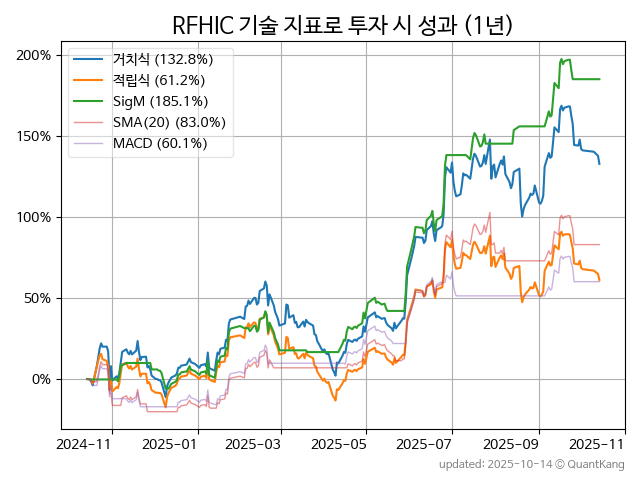 RFHIC 기술 지표로 투자 시 성과 (1년)
거치식 (132.8%)
적립식 (61.2%)
SigM (185.1%)
SMA(20) (83.0%)
MACD (60.1%)
200%
150%
100%
50%
0%
2024-11 2025-01 2025-03 2025-05 2025-07 2025-09 2025-11
updated: 2025-10-14 © QuantKang